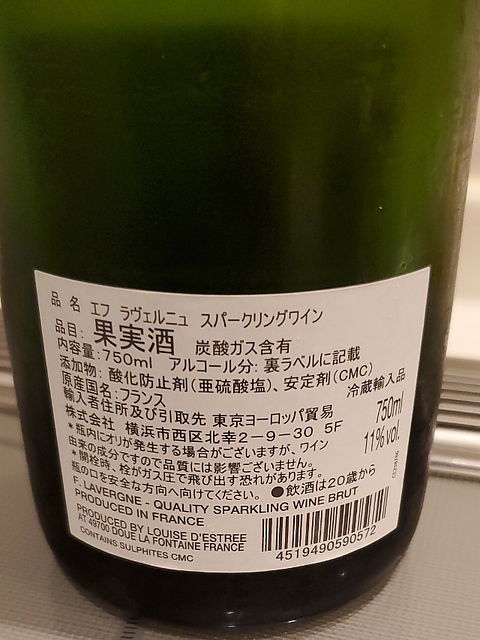 品 名 エフ ラヴェルニュ スパークリングワイン
品目: 果実酒 炭酸ガス含有
内容量:750ml アルコール分: 裏ラベルに記載
添加物: 酸化防止剤(亜硫酸塩)、安定剤(CMC)
原産国名:フランス 冷蔵輸入品
輸入者住所及び引取先 東京ヨーロッパ貿易
株式会社 横浜市西区北幸2-9-30 5F
750ml
11%vol.
*瓶内にオリが発生する場合がございますが、ワイン
由来の成分ですので品質には影響ございません。
*開栓時、栓がガス圧で飛び出す恐れがあります。
瓶の口を安全な方向へ向けてください。 ●飲酒は20歳から
F. LAVERGNE - QUALITY SPARKLING WINE BRUT
PRODUCED IN FRANCE
PRODUCED BY LOUISE D'ESTREE
AT 49700 DOUE LA FONTAINE FRANCE
CONTAINS SULPHITES CMC
4519490590572